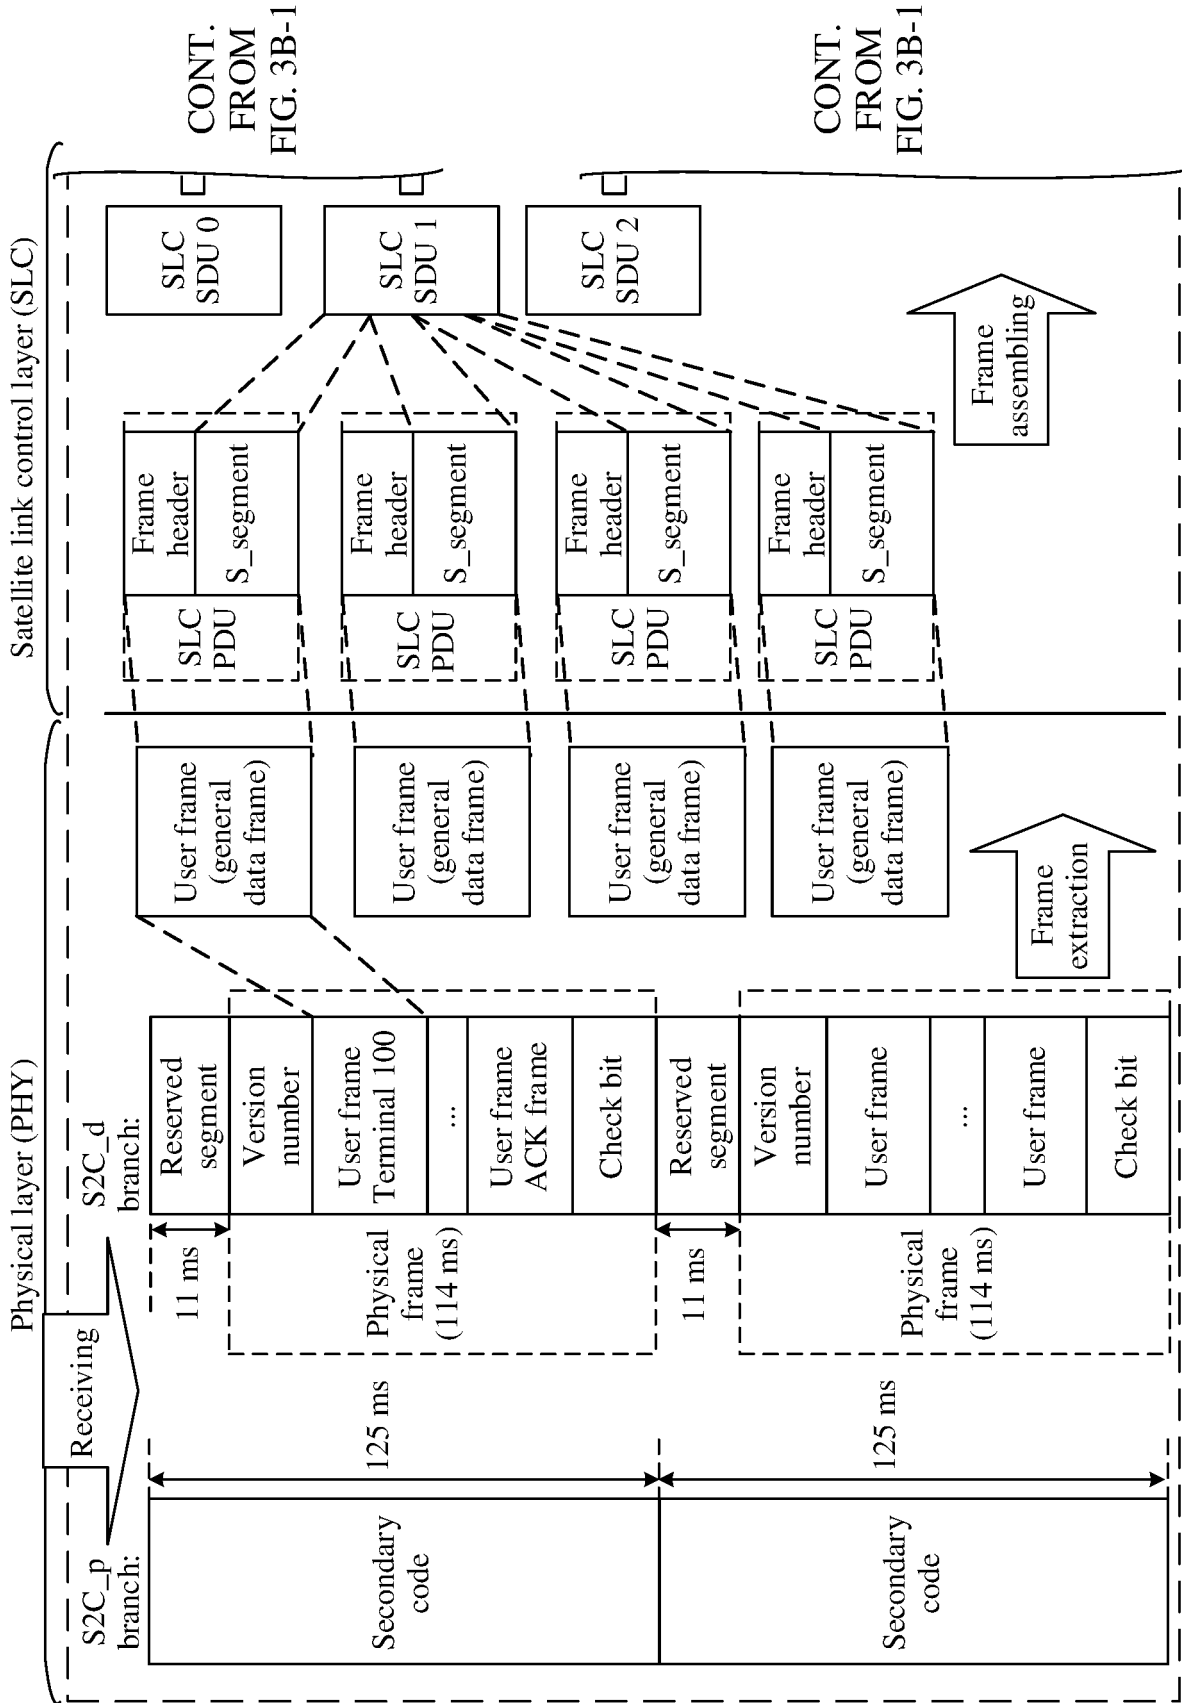 CONT.
FROM
FIG. 3B-1
CONT.
FROM
FIG. 3B-1
Satellite link control layer (SLC)
SLC
SDU 0
SLC
SDU 1
SLC
SDU 2
Frame
assembling
Frame
header
S_segment
SLC
PDU
Frame
header
S_segment
SLC
PDU
Frame
header
S_segment
SLC
PDU
Frame
header
S_segment
SLC
PDU
Physical layer (PHY)
User frame
(general
data frame)
User frame
(general
data frame)
User frame
(general
data frame)
User frame
(general
data frame)
Frame
extraction
S2C_d
branch:
Reserved
segment
Version
number
User frame
Terminal 100
...
User frame
ACK frame
Check bit
Reserved
segment
Version
number
User frame
...
User frame
Check bit
11 ms
Physical
frame
(114 ms)
11 ms
Physical
frame
(114 ms)
Receiving
125 ms
125 ms
S2C_p
branch:
Secondary
code
Secondary
code